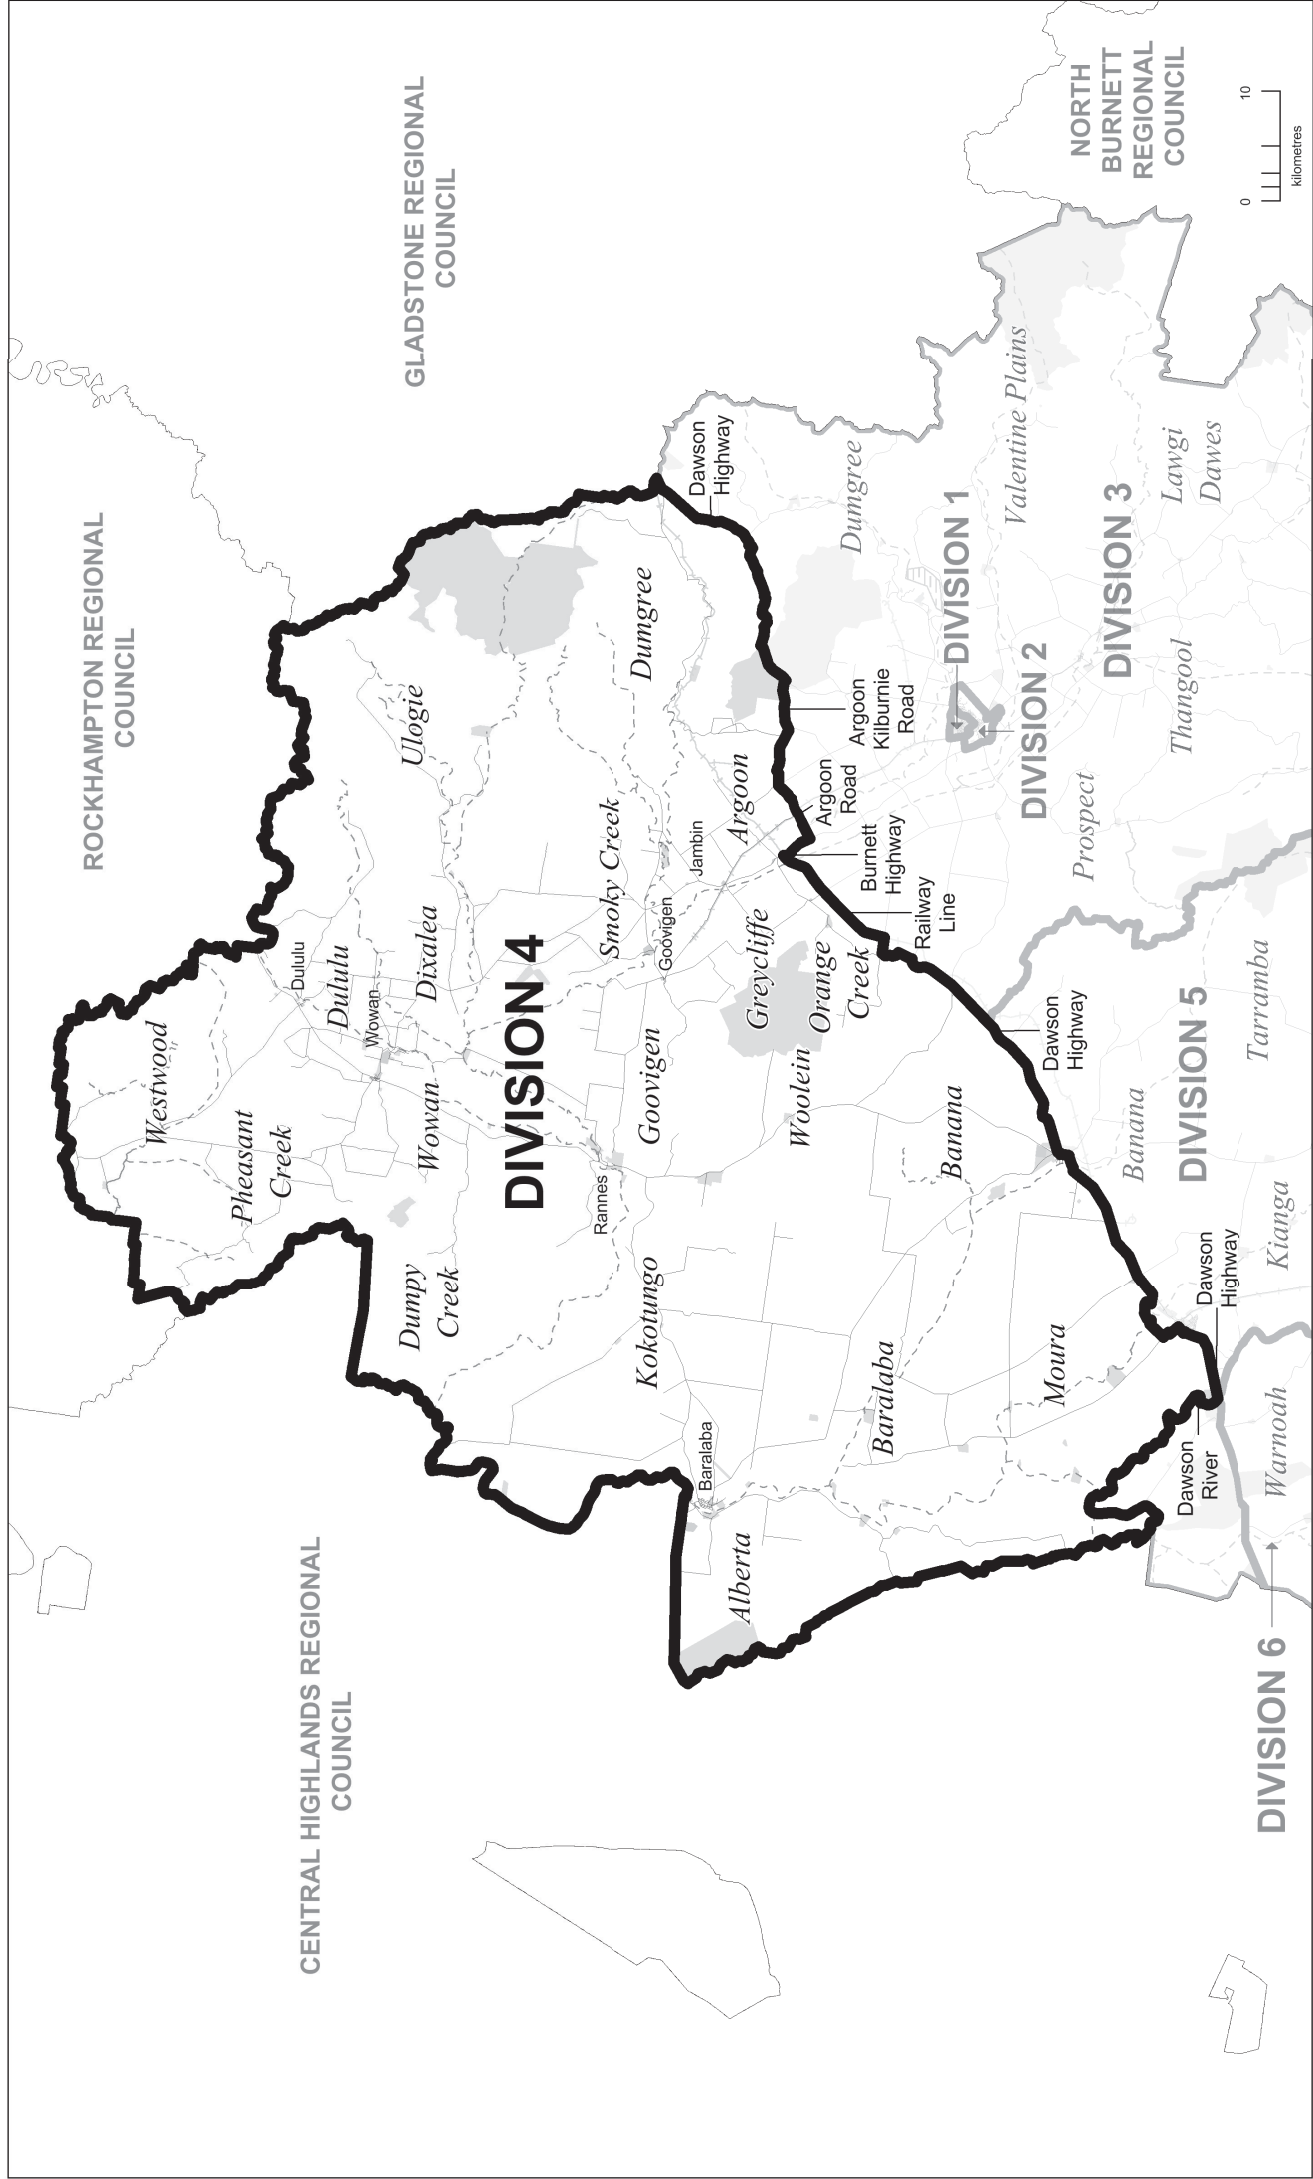 ROCKHAMPTON REGIONAL
COUNCIL
GLADSTONE REGIONAL
COUNCIL
CENTRAL HIGHLANDS REGIONAL
COUNCIL
NORTH
BURNETT
REGIONAL
COUNCIL
Westwood
Pheasant
Creek
Dululu
Dululu
Wowan
Wowan
Dixalea
Ulogie
Dumpy
Creek
DIVISION 4
Rannes
Smoky Creek
Goovigen
Goovigen
Jambin
Dumgree
Kokotungo
Baralaba
Alberta
Argoon
Greycliffe
Orange
Creek
Woolein
Banana
Baralaba
Moura
Dawson
Highway
Argoon
Kilburnie
Road
Argoon
Road
Burnett
Highway
Railway
Line
Dawson
Highway
Dawson
Highway
Dawson
River
Dumgree
Valentine Plains
DIVISION 1
DIVISION 2
DIVISION 3
Lawgi
Dawes
Thangool
Prospect
Tarramba
DIVISION 5
Banana
Kianga
Warnoah
DIVISION 6
0
10
kilometres